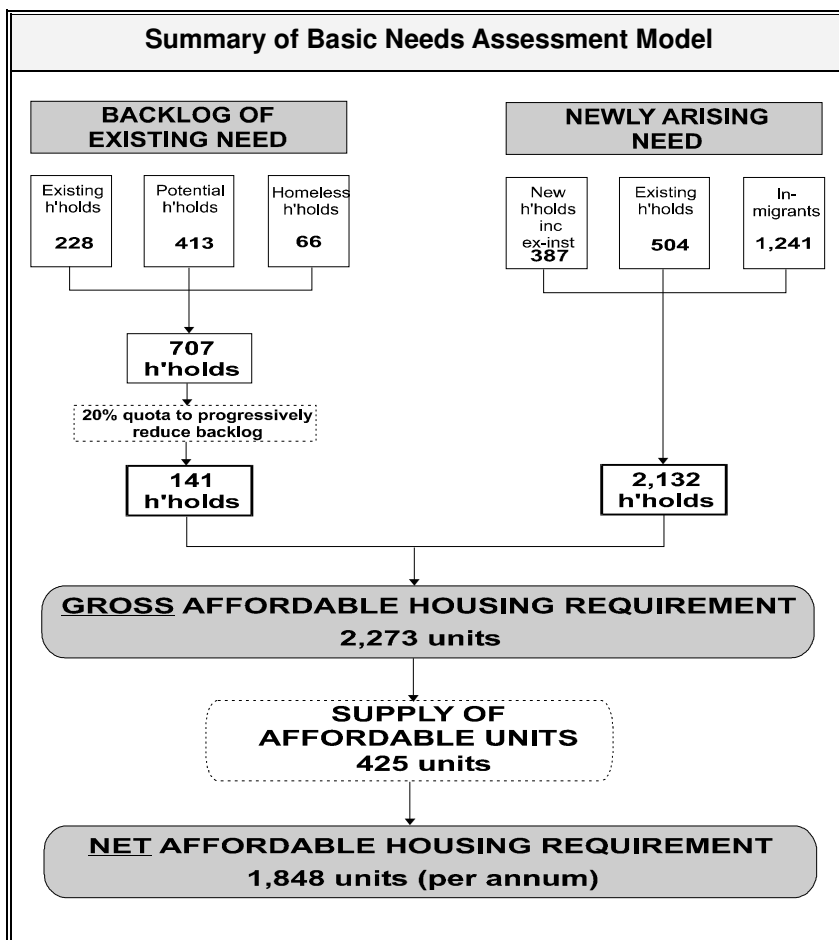 Summary of Basic Needs Assessment Model
BACKLOG OF
EXISTING NEED
Existing
h'holds
228
Potential
h'holds
413
Homeless
h'holds
66
707
h'holds
20% quota to progressively
reduce backlog
141
h'holds
NEWLY ARISING
NEED
New
h'holds
inc
ex-inst
387
Existing
h'holds
504
In-
migrants
1,241
2,132
h'holds
GROSS AFFORDABLE HOUSING REQUIREMENT
2,273 units
SUPPLY OF
AFFORDABLE UNITS
425 units
NET AFFORDABLE HOUSING REQUIREMENT
1,848 units (per annum)